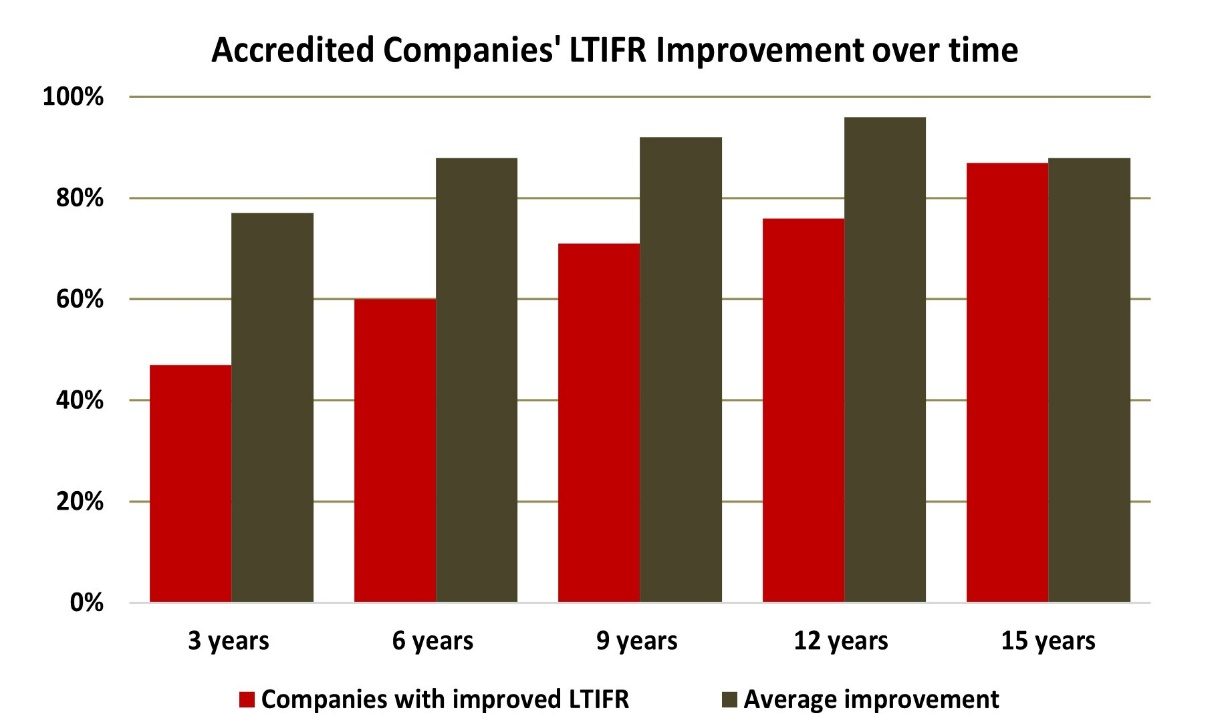 Accredited Companies' LTIFR Improvement over time
100%
80%
60%
40%
20%
0%
3 years 6 years 9 years 12 years 15 years
Companies with improved LTIFR Average improvement